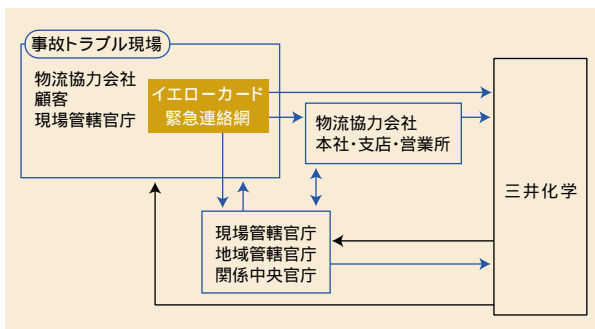 事故トラブル現場
物流協力会社
顧客
現場管轄官庁
イエローカード
緊急連絡網
物流協力会社
本社・支店・営業所
三井化学
現場管轄官庁
地域管轄官庁
関係中央官庁